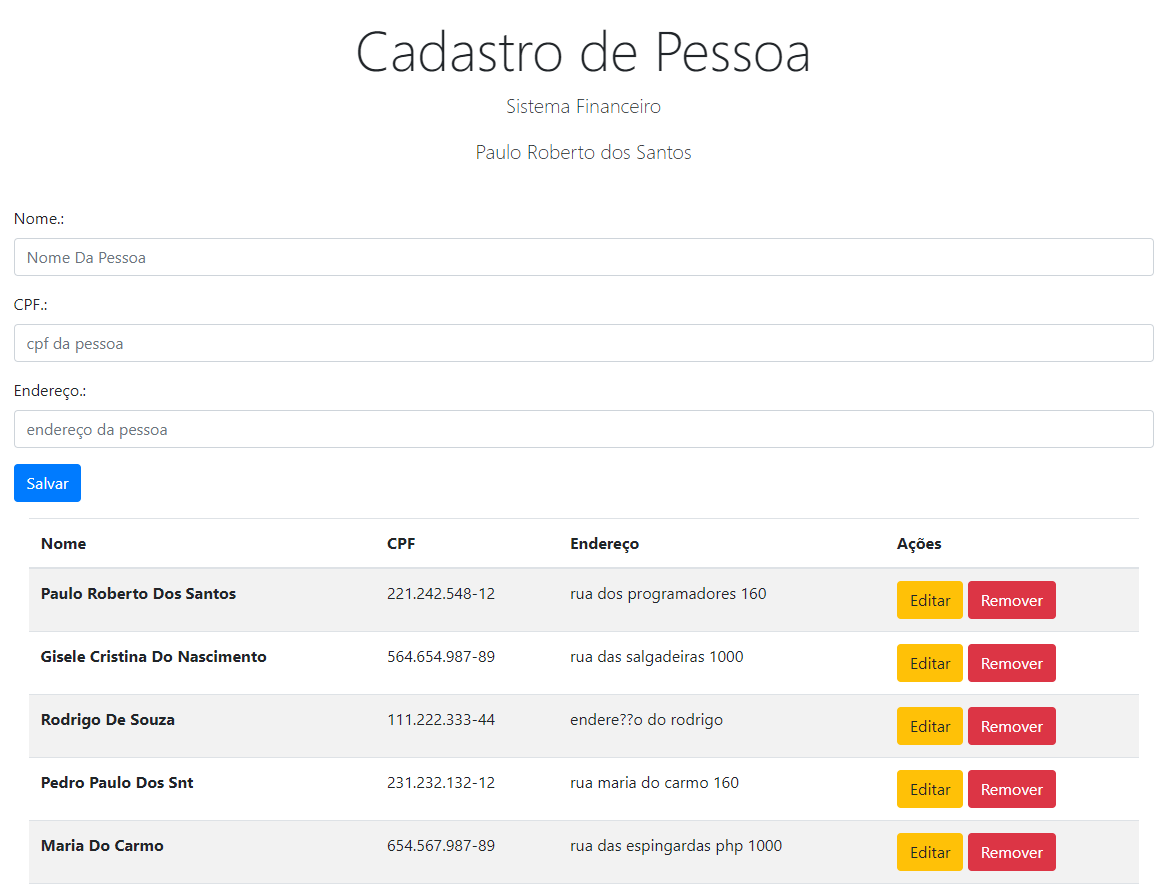 Cadastro de Pessoa
Sistema Financeiro
Paulo Roberto dos Santos
Nome.:
Nome Da Pessoa
CPF.:
cpf da pessoa
Endereço.:
endereço da pessoa
Salvar
Nome CPF Endereço Ações
Paulo Roberto Dos Santos 221.242.548-12 rua dos programadores 160 Editar Remover
Gisele Cristina Do Nascimento 564.654.987-89 rua das salgadeiras 1000 Editar Remover
Rodrigo De Souza 111.222.333-44 endere??o do rodrigo Editar Remover
Pedro Paulo Dos Snt 231.232.132-12 rua maria do carmo 160 Editar Remover
Maria Do Carmo 654.567.987-89 rua das espingardas php 1000 Editar Remover